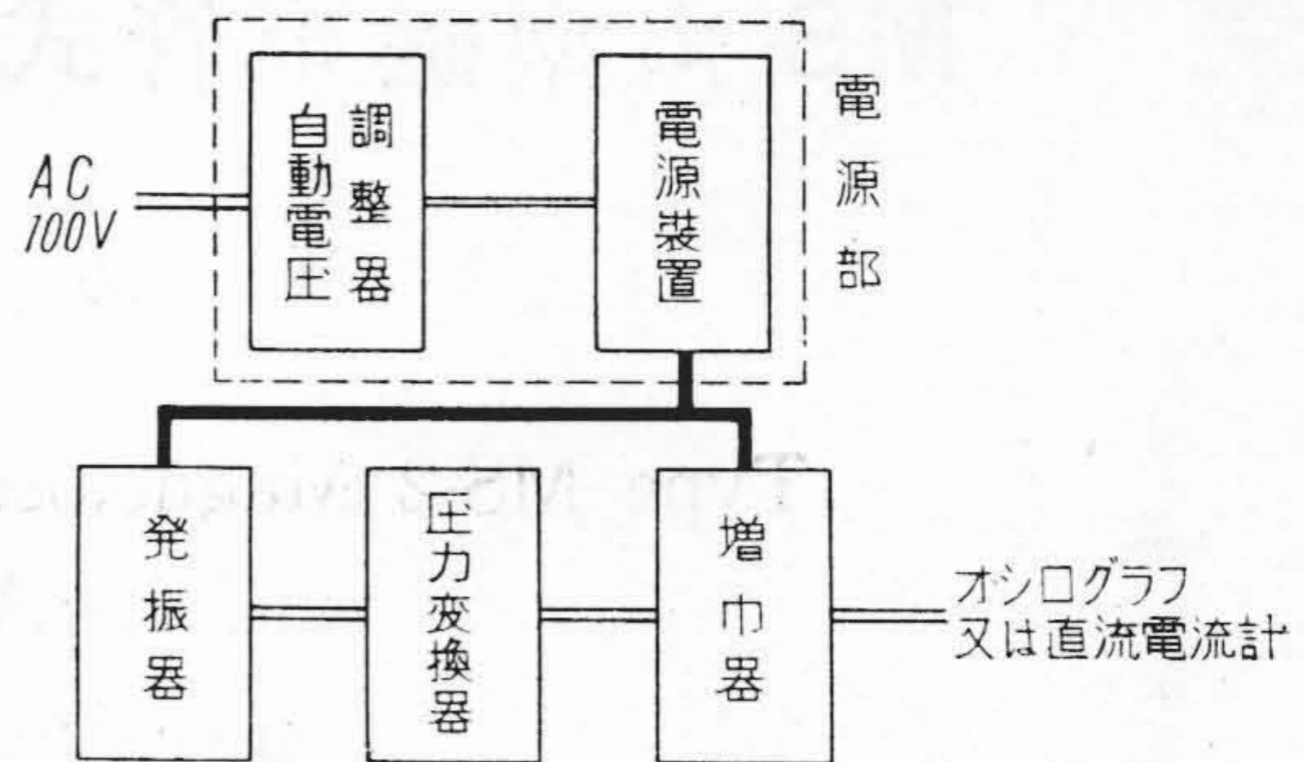 電源部
AC
100V
自動電圧
調整器
電源装置
発振器
圧力変換器
増巾器
オシログラフ
又は直流電流計